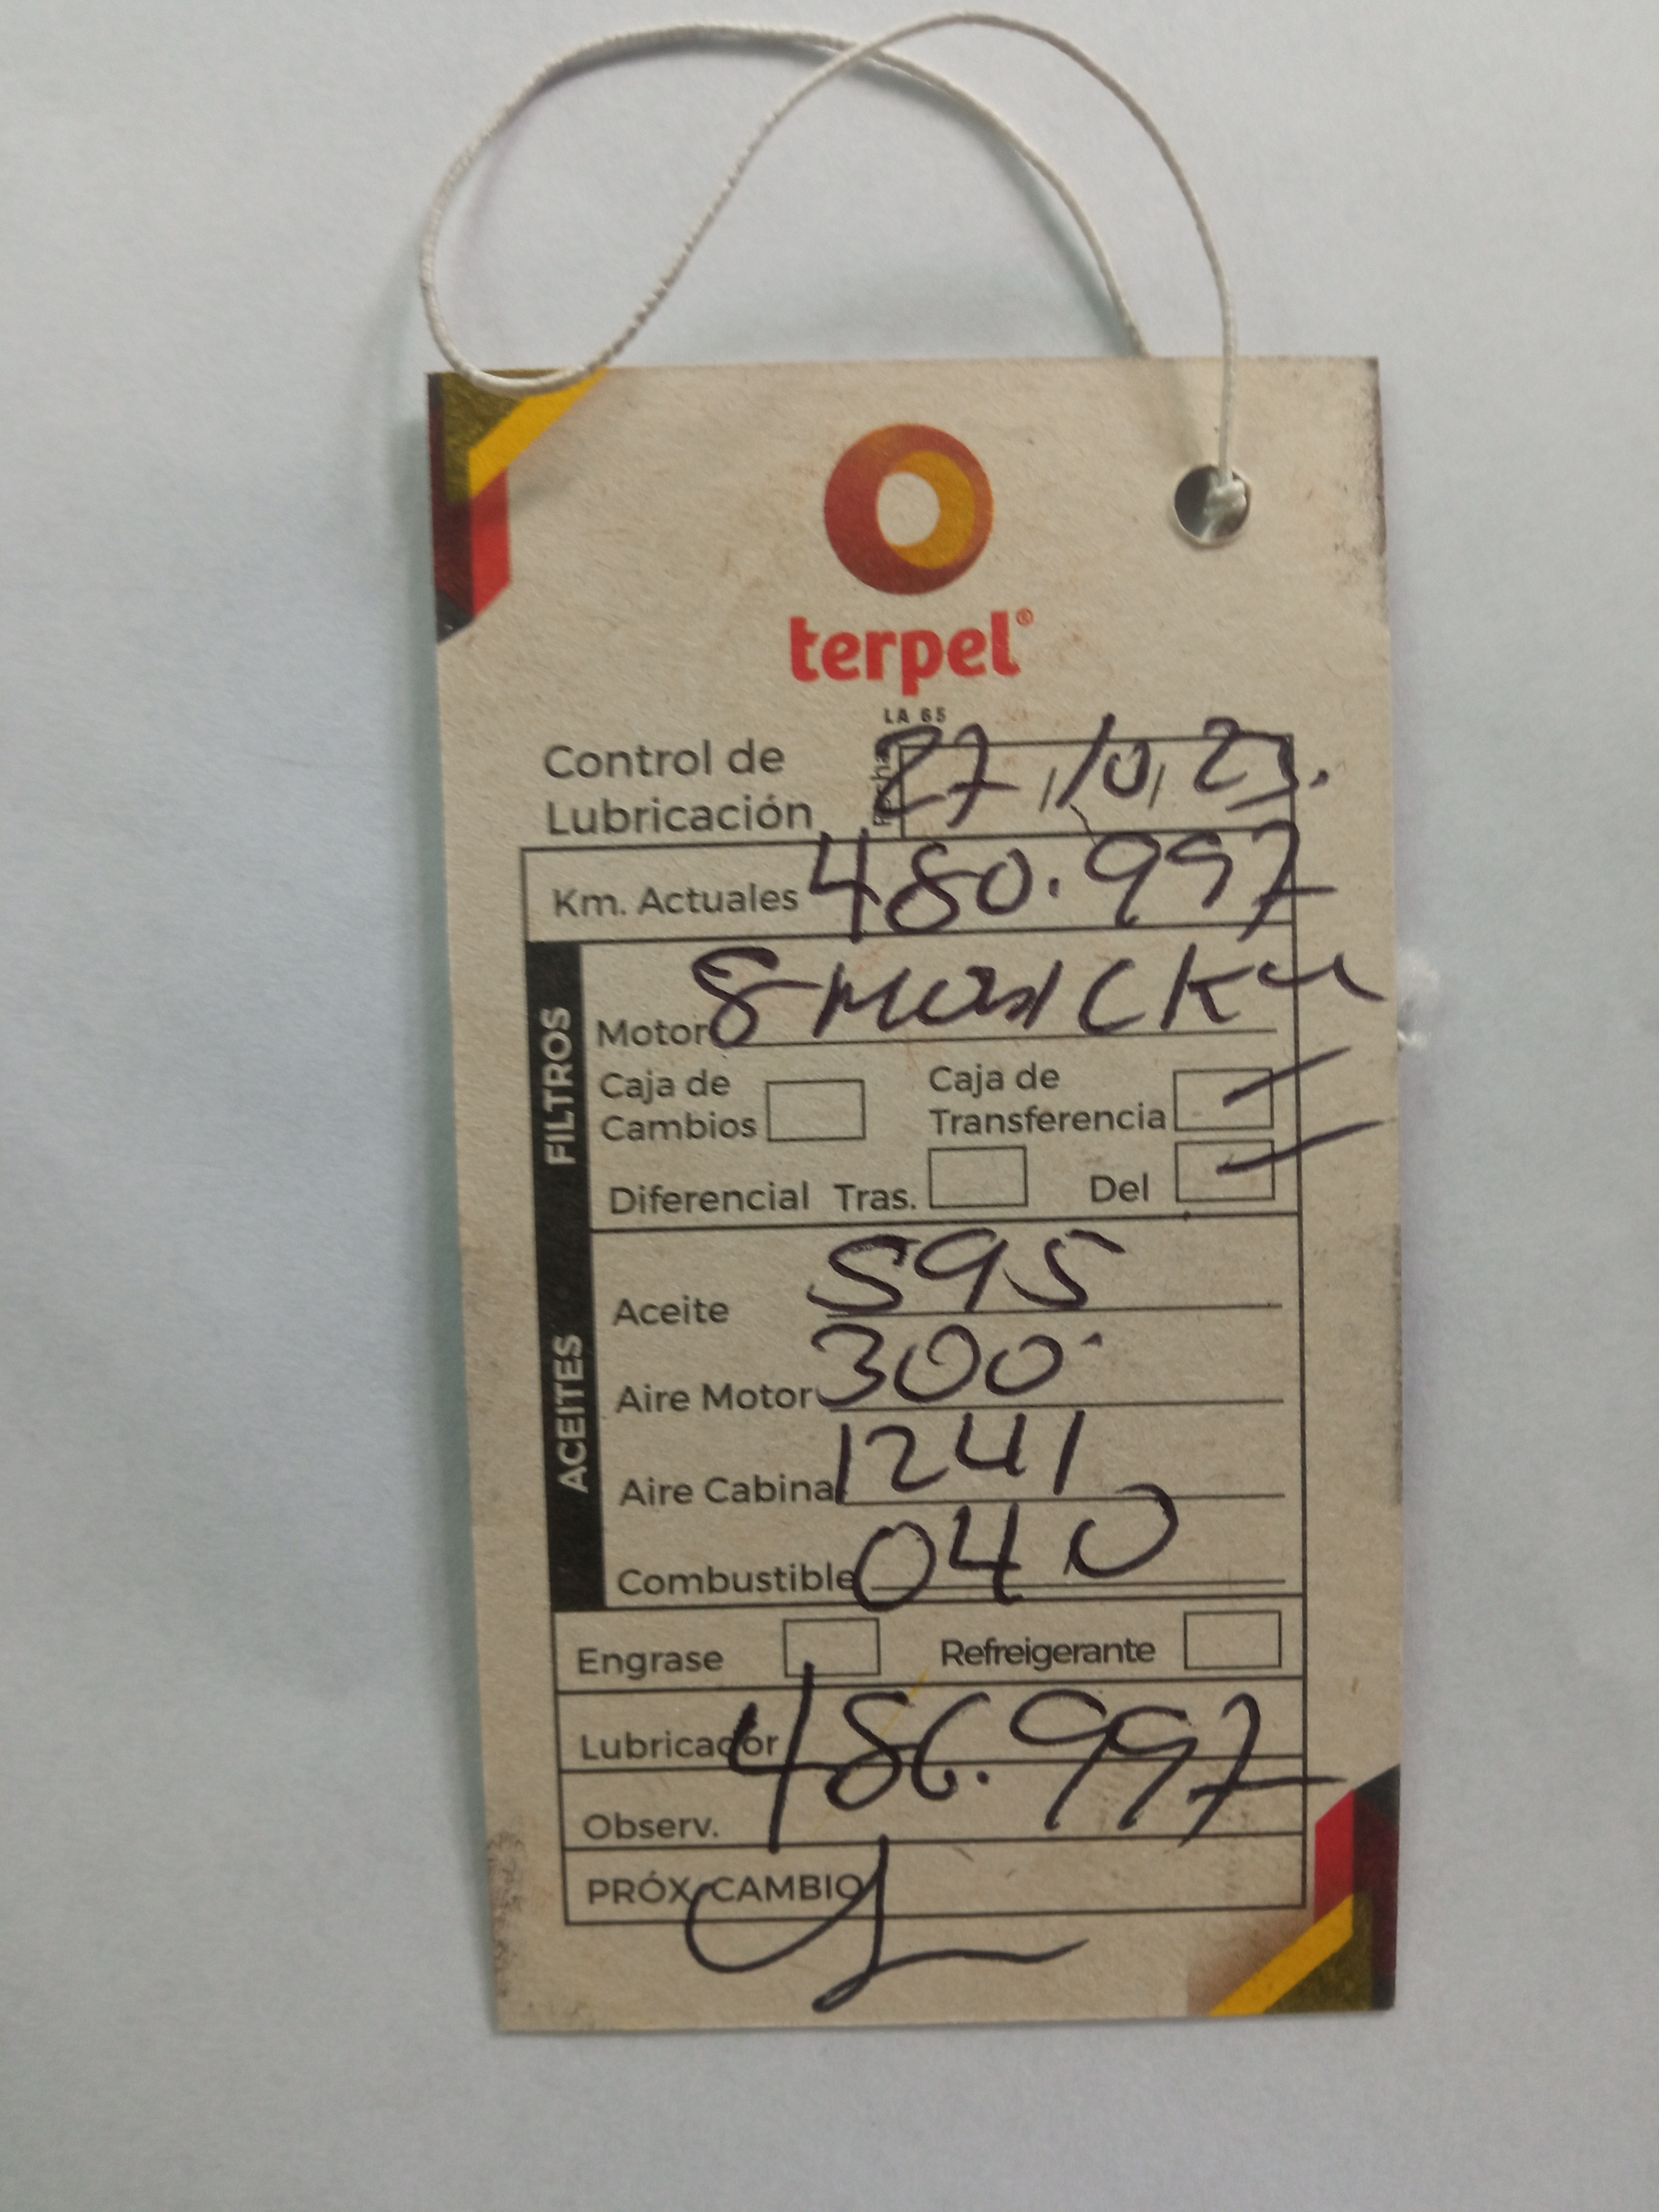 terpel®
LA 65
Control de Lubricación
Fecha 27/10/23.
Km. Actuales 480.997
FILTROS
Motor
Caja de Cambios
Caja de Transferencia
Diferencial Tras. Del
ACEITES
Aceite 595
Aire Motor 300
Aire Cabina 1241
Combustible 040
Engrase Refreigerante
Lubricador 486.997
Observ.
PRÓX. CAMBIO